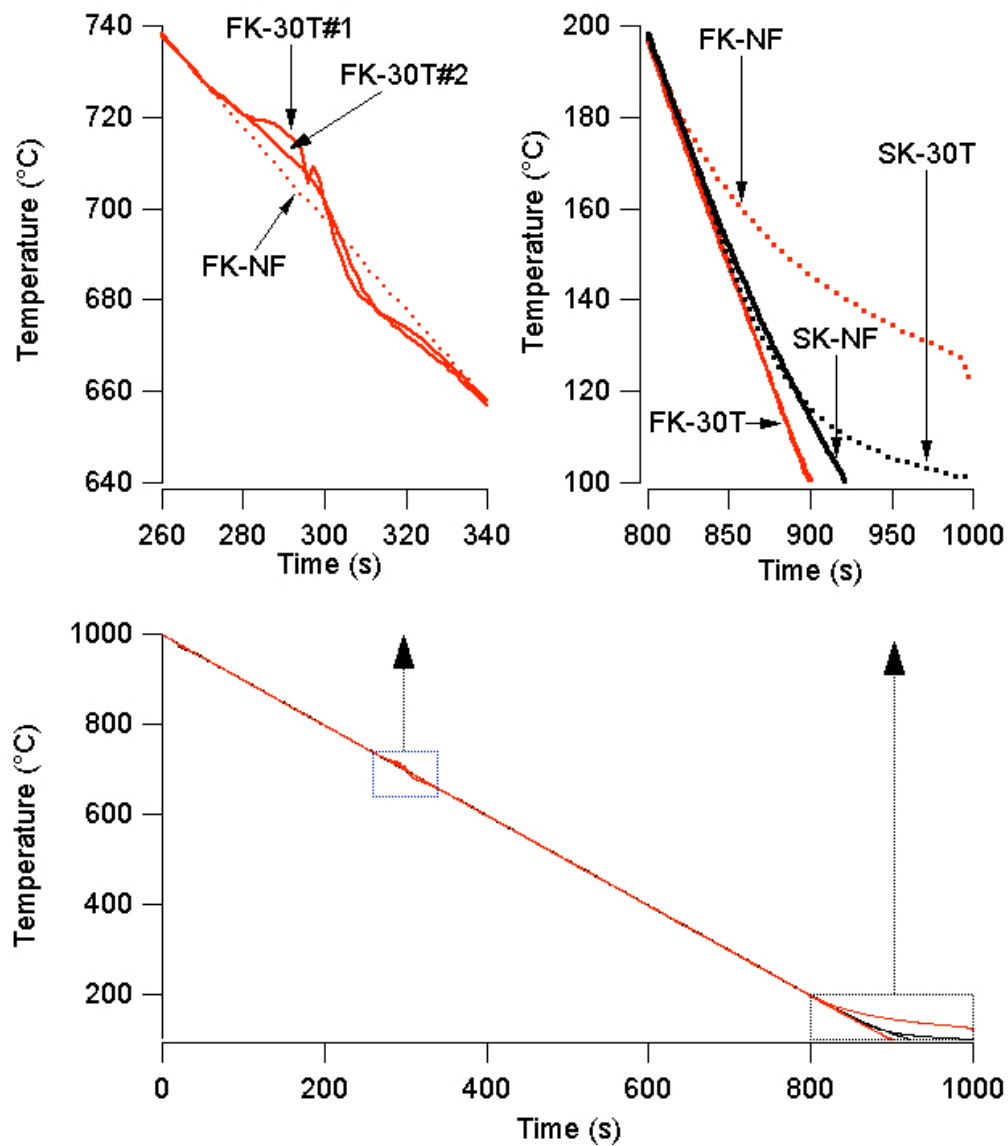 740
720
700
680
660
640
Temperature (°C)
FK-30T#1
FK-30T#2
FK-NF
260
280
300
320
340
Time (s)
200
180
160
140
120
100
Temperature (°C)
FK-NF
SK-30T
SK-NF
FK-30T
800
850
900
950
1000
Time (s)
1000
800
600
400
200
Temperature (°C)
0
200
400
600
800
1000
Time (s)